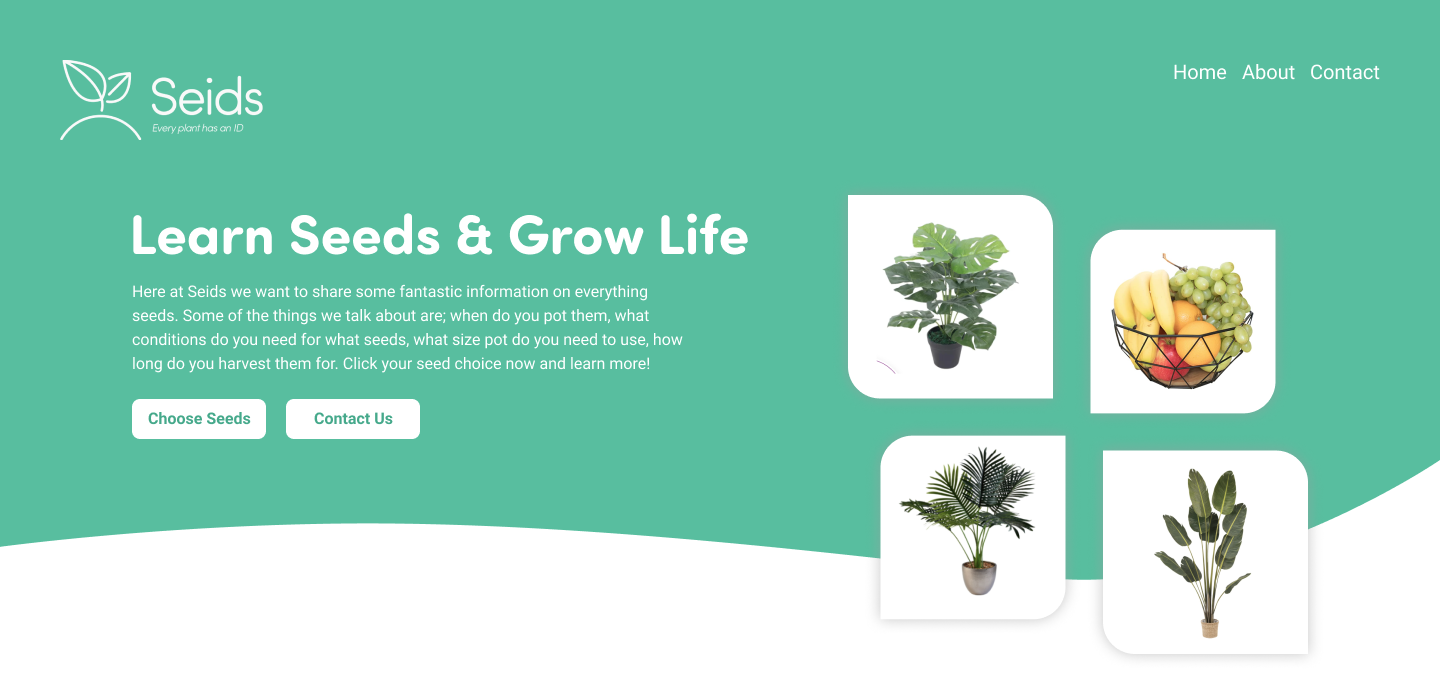 Seids
Every plant has an ID
Home About Contact
Learn Seeds & Grow Life
Here at Seids we want to share some fantastic information on everything
seeds. Some of the things we talk about are; when do you pot them, what
conditions do you need for what seeds, what size pot do you need to use, how
long do you harvest them for. Click your seed choice now and learn more!
Choose Seeds Contact Us